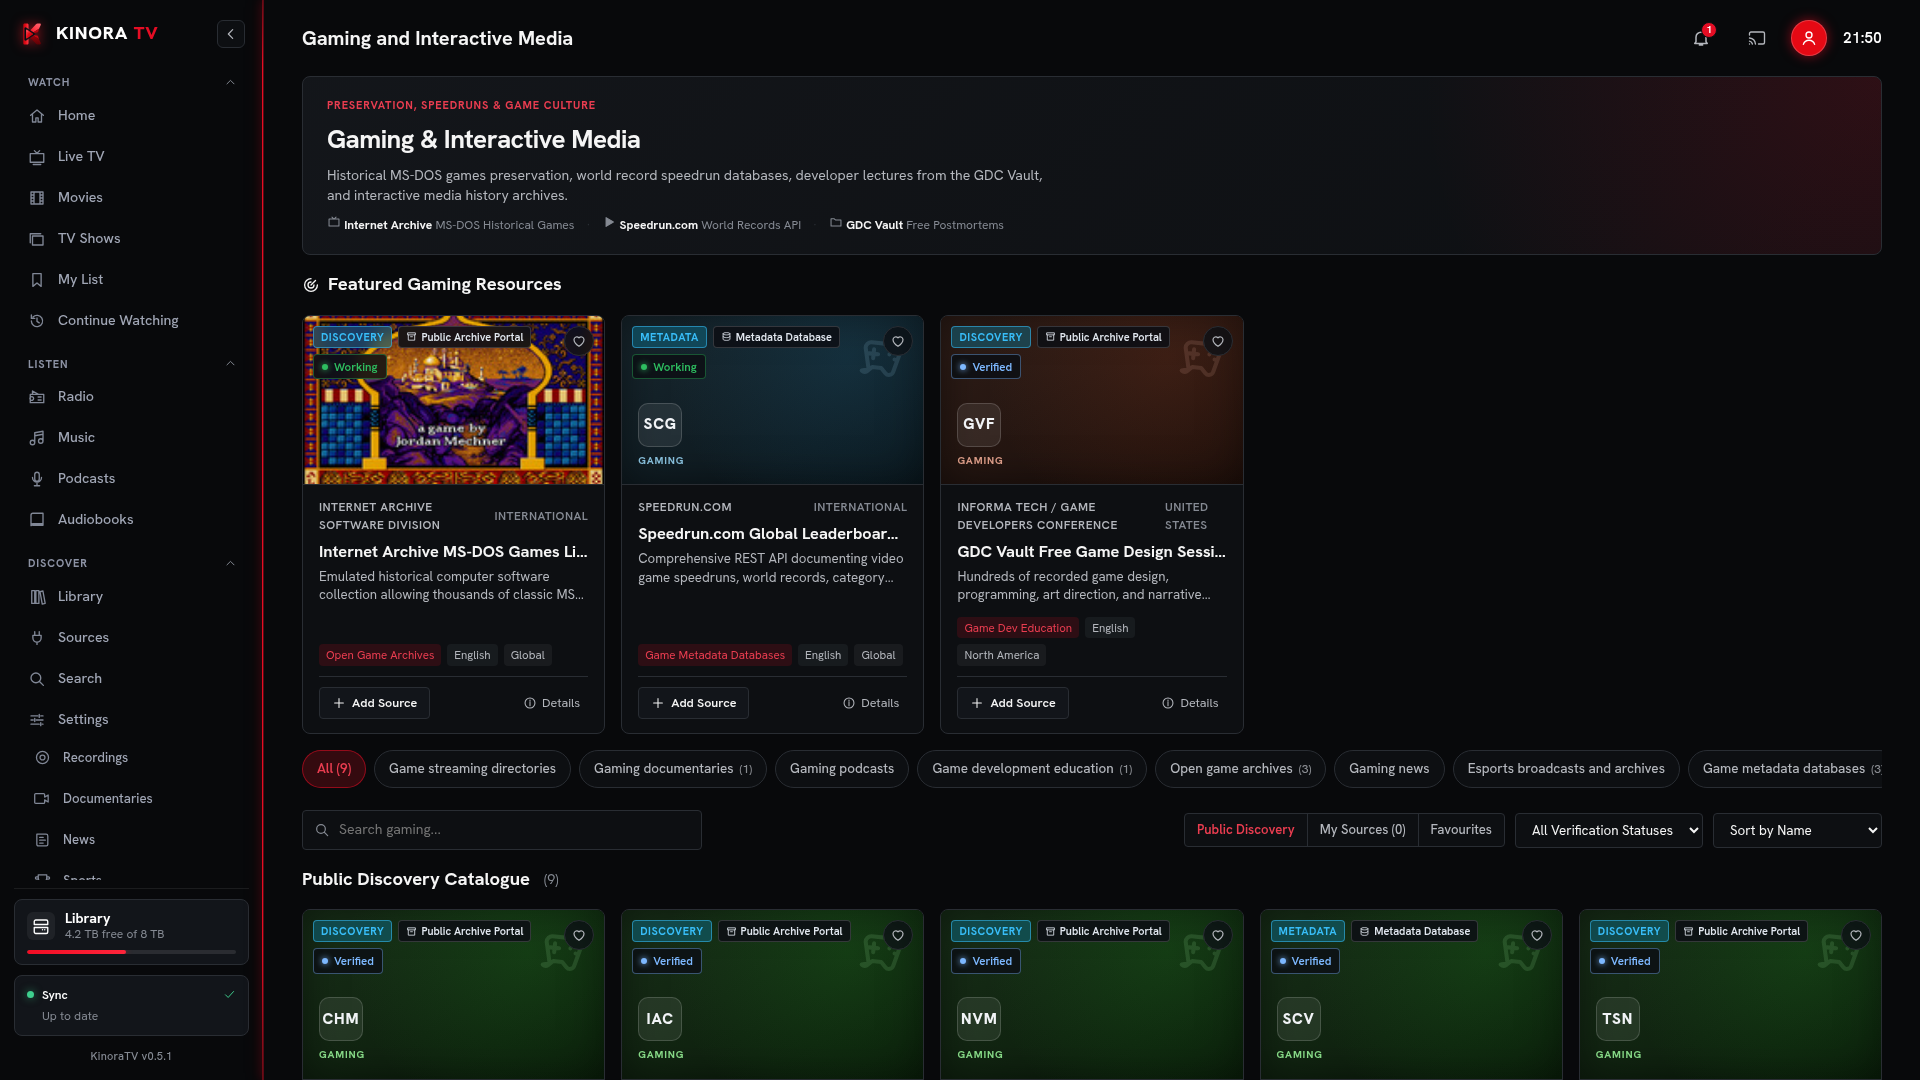 KINORA TV
WATCH
Home
Live TV
Movies
TV Shows
My List
Continue Watching
LISTEN
Radio
Music
Podcasts
Audiobooks
DISCOVER
Library
Sources
Search
Settings
Recordings
Documentaries
News
Sports
Library
4.2 TB free of 8 TB
Sync
Up to date
KinoraTV v0.5.1
Gaming and Interactive Media
1
21:50
PRESERVATION, SPEEDRUNS & GAME CULTURE
Gaming & Interactive Media
Historical MS-DOS games preservation, world record speedrun databases, developer lectures from the GDC Vault,
and interactive media history archives.
Internet Archive MS-DOS Historical Games · Speedrun.com World Records API · GDC Vault Free Postmortems
Featured Gaming Resources
DISCOVERY Public Archive Portal
Working
a game by
Jordan Mechner
INTERNET ARCHIVE
SOFTWARE DIVISION
INTERNATIONAL
Internet Archive MS-DOS Games Li...
Emulated historical computer software
collection allowing thousands of classic MS...
Open Game Archives English Global
Add Source Details
METADATA Metadata Database
Working
SCG
GAMING
SPEEDRUN.COM INTERNATIONAL
Speedrun.com Global Leaderboar...
Comprehensive REST API documenting video
game speedruns, world records, category...
Game Metadata Databases English Global
Add Source Details
DISCOVERY Public Archive Portal
Verified
GVF
GAMING
INFORMA TECH / GAME
DEVELOPERS CONFERENCE
UNITED
STATES
GDC Vault Free Game Design Sessi...
Hundreds of recorded game design,
programming, art direction, and narrative...
Game Dev Education English
North America
Add Source Details
All (9) Game streaming directories Gaming documentaries (1) Gaming podcasts Game development education (1) Open game archives (3) Gaming news Esports broadcasts and archives Game metadata databases (3)
Search gaming...
Public Discovery My Sources (0) Favourites All Verification Statuses Sort by Name
Public Discovery Catalogue (9)
DISCOVERY Public Archive Portal
Verified
CHM
GAMING
DISCOVERY Public Archive Portal
Verified
IAC
GAMING
DISCOVERY Public Archive Portal
Verified
NVM
GAMING
METADATA Metadata Database
Verified
SCV
GAMING
DISCOVERY Public Archive Portal
Verified
TSN
GAMING